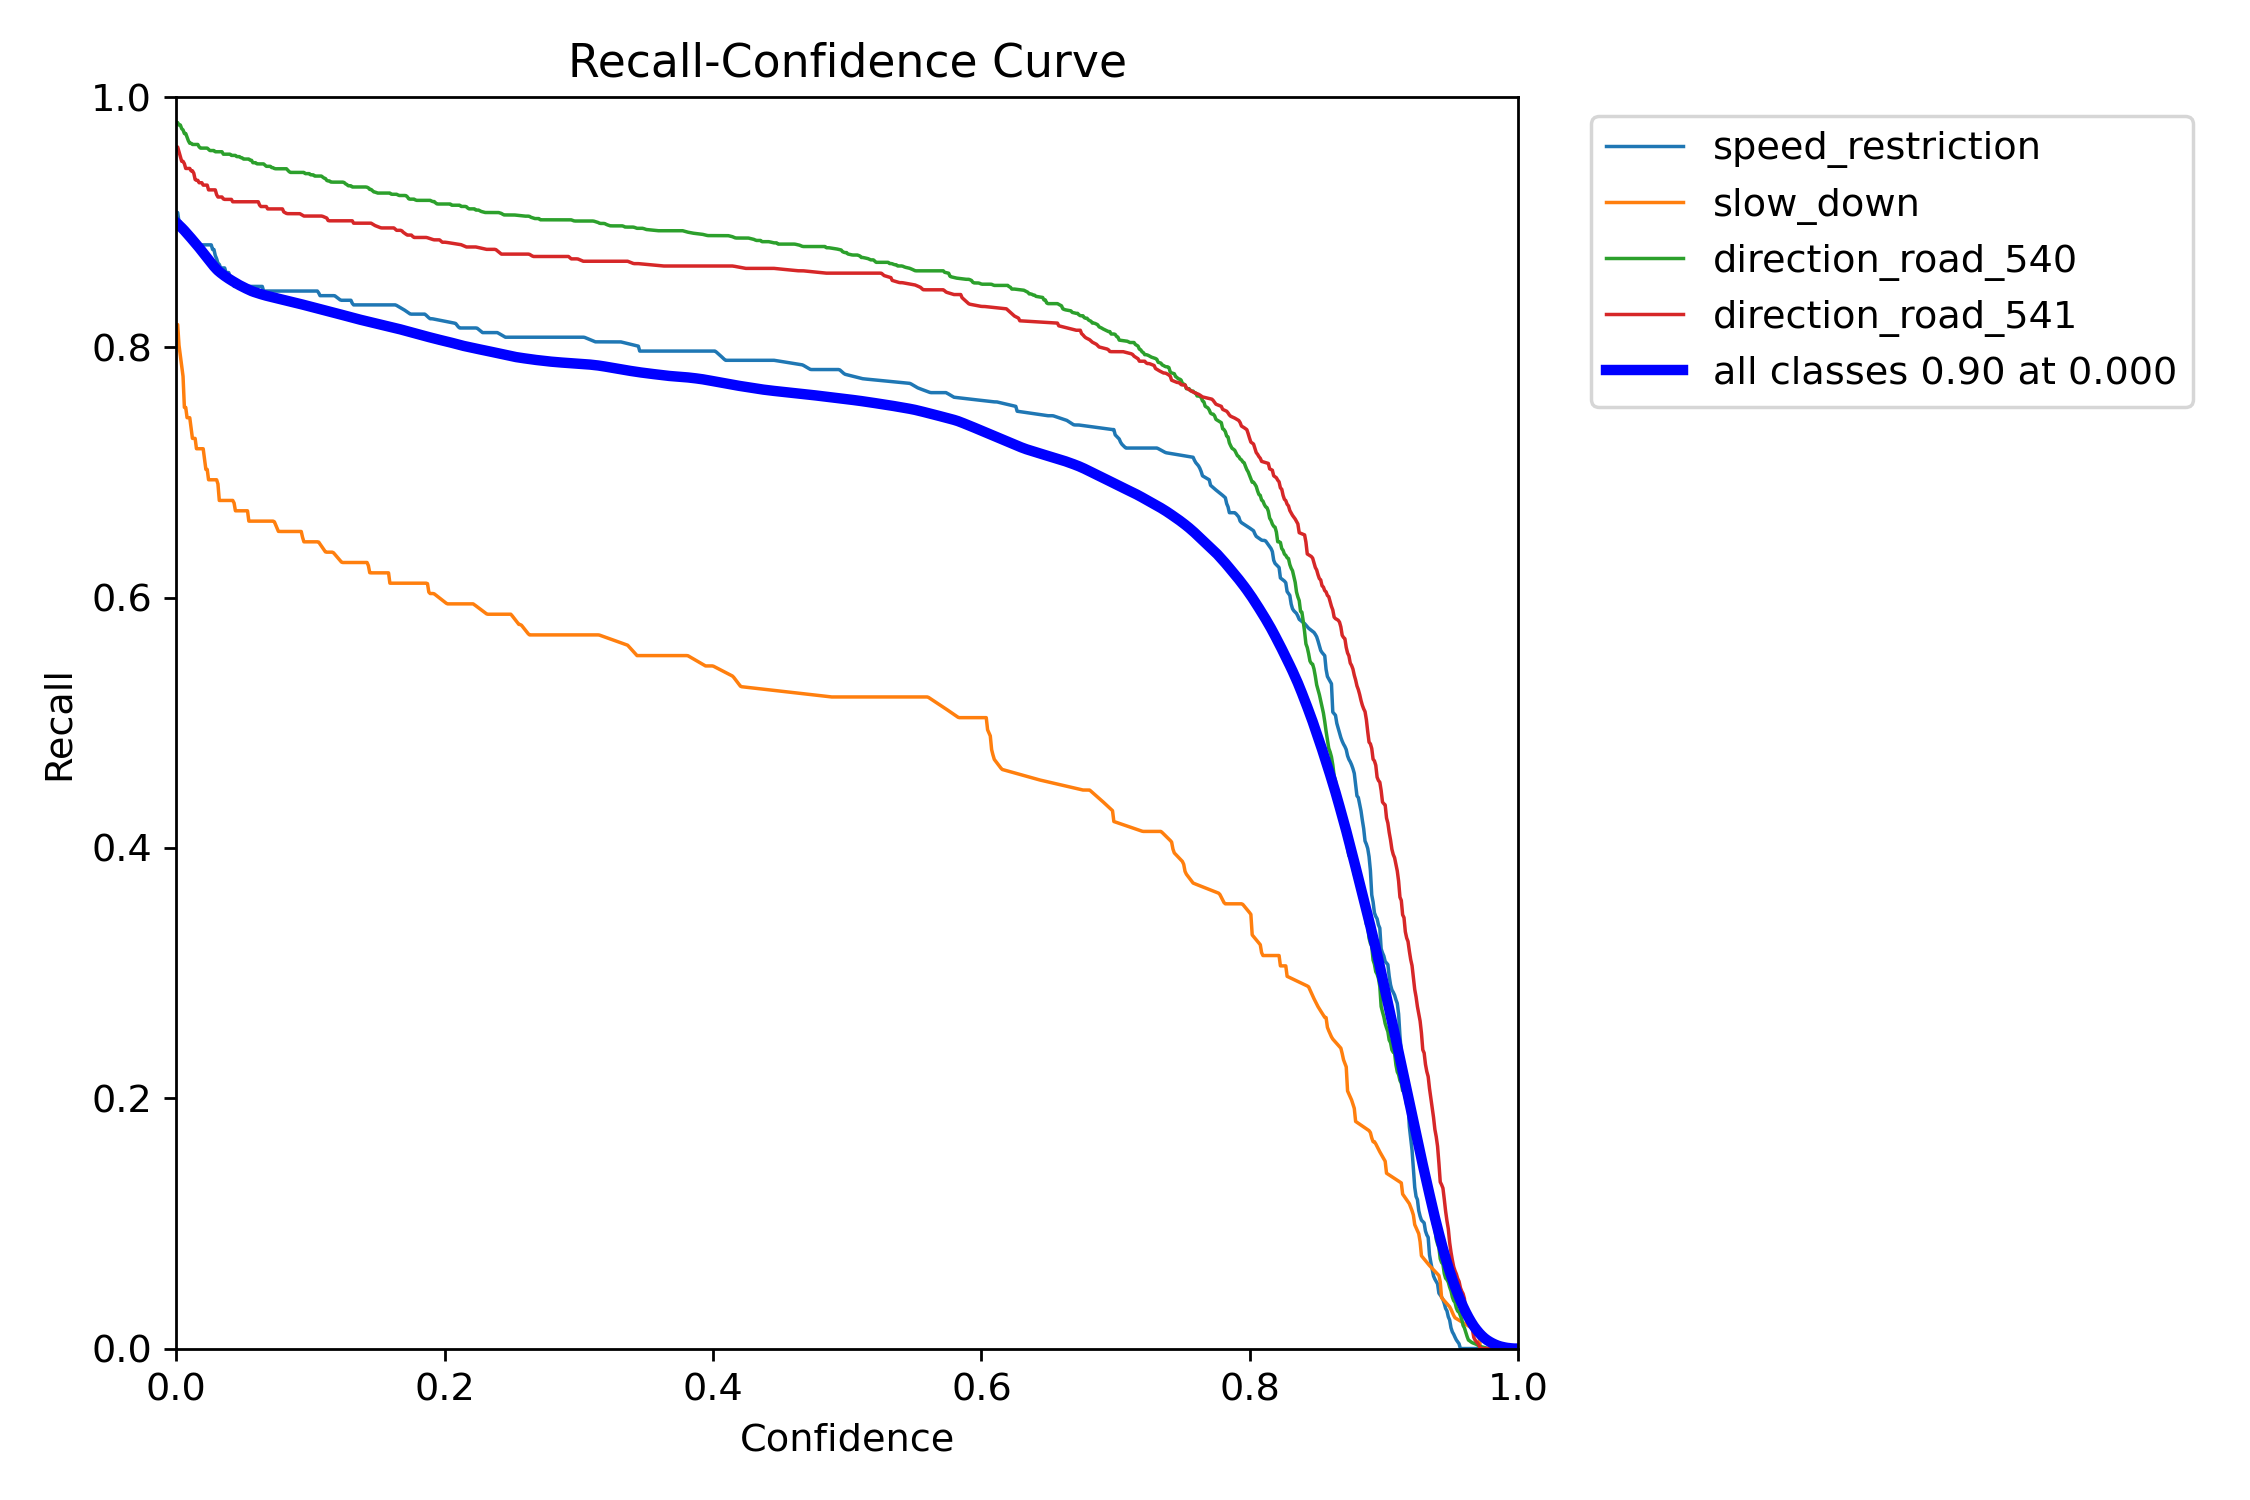 Recall-Confidence Curve
1.0
0.8
0.6
0.4
0.2
0.0
Recall
0.0 0.2 0.4 0.6 0.8 1.0
Confidence
speed_restriction
slow_down
direction_road_540
direction_road_541
all classes 0.90 at 0.000